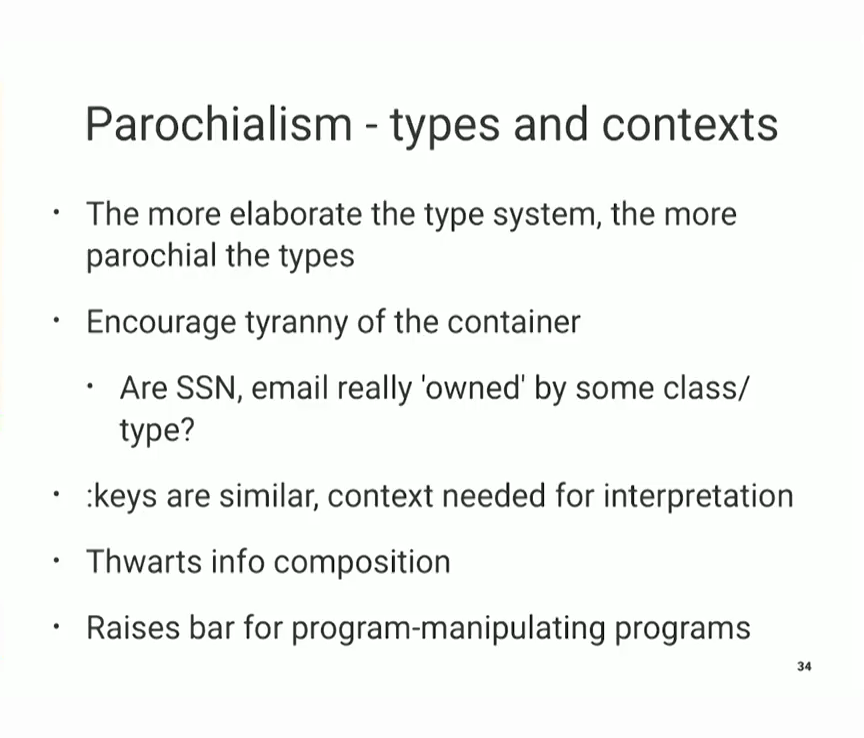 Parochialism - types and contexts
• The more elaborate the type system, the more
parochial the types
• Encourage tyranny of the container
• Are SSN, email really 'owned' by some class/
type?
• :keys are similar, context needed for interpretation
• Thwarts info composition
• Raises bar for program-manipulating programs
34